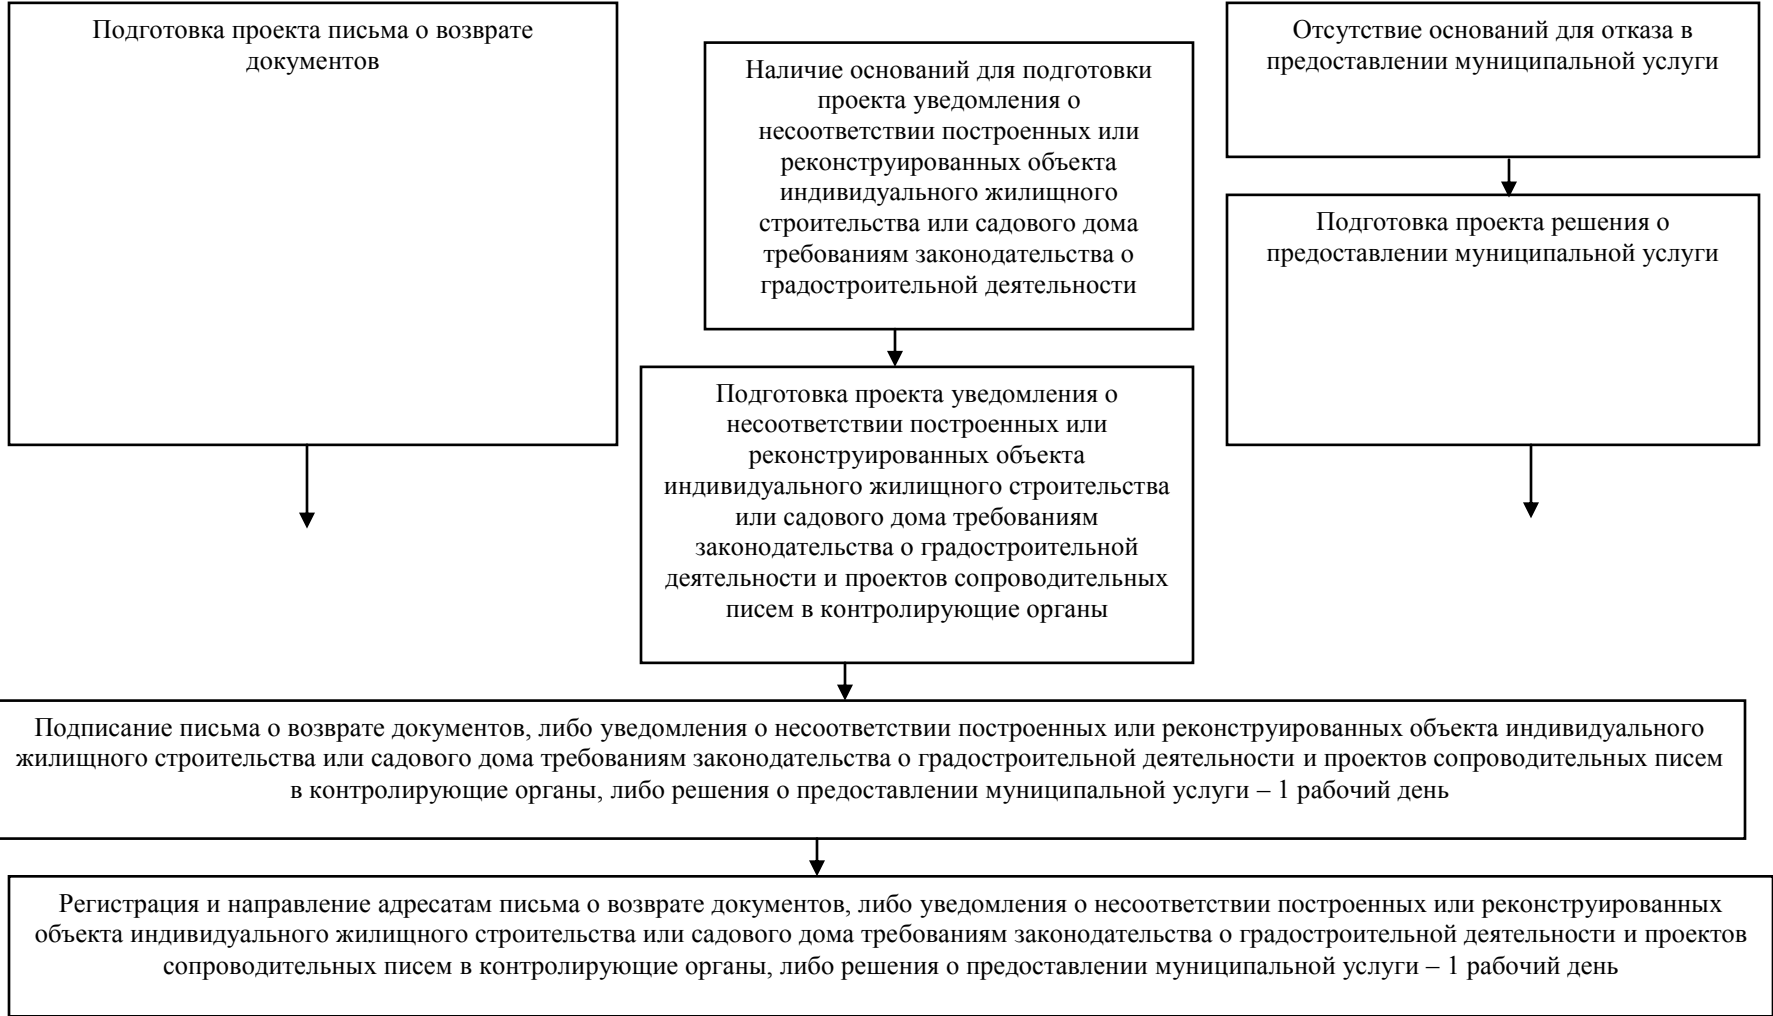 Подготовка проекта письма о возврате
документов
Наличие оснований для подготовки
проекта уведомления о
несоответствии построенных или
реконструированных объекта
индивидуального жилищного
строительства или садового дома
требованиям законодательства о
градостроительной деятельности
Отсутствие оснований для отказа в
предоставлении муниципальной услуги
Подготовка проекта решения о
предоставлении муниципальной услуги
Подготовка проекта уведомления о
несоответствии построенных или
реконструированных объекта
индивидуального жилищного строительства
или садового дома требованиям
законодательства о градостроительной
деятельности и проектов сопроводительных
писем в контролирующие органы
Подписание письма о возврате документов, либо уведомления о несоответствии построенных или реконструированных объекта индивидуального
жилищного строительства или садового дома требованиям законодательства о градостроительной деятельности и проектов сопроводительных писем
в контролирующие органы, либо решения о предоставлении муниципальной услуги – 1 рабочий день
Регистрация и направление адресатам письма о возврате документов, либо уведомления о несоответствии построенных или реконструированных
объекта индивидуального жилищного строительства или садового дома требованиям законодательства о градостроительной деятельности и проектов
сопроводительных писем в контролирующие органы, либо решения о предоставлении муниципальной услуги – 1 рабочий день